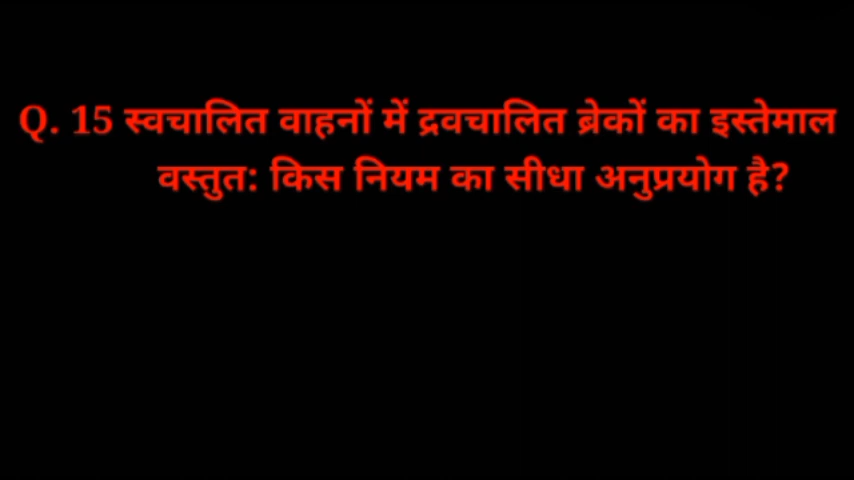 Q. 15 स्वचालित वाहनों में द्रवचालित ब्रेकों का इस्तेमाल
वस्तुत: किस नियम का सीधा अनुप्रयोग है?